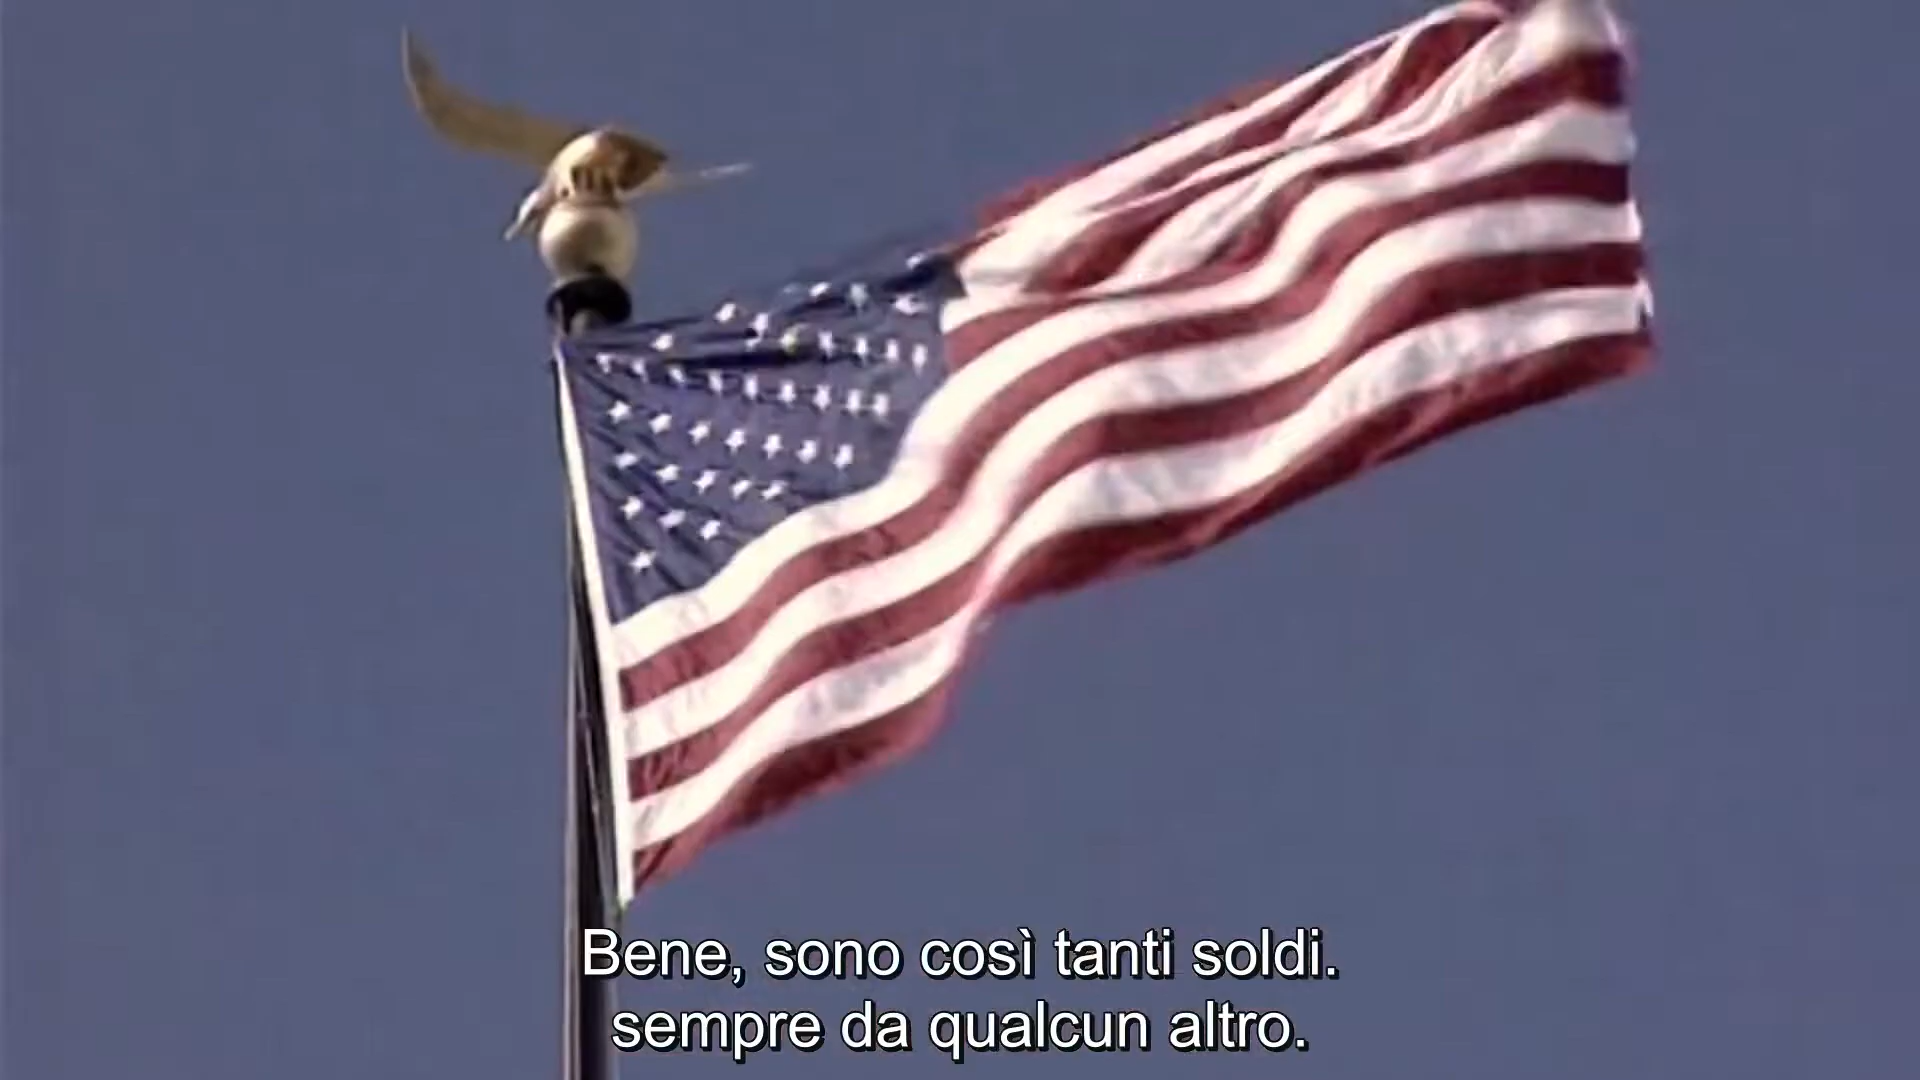 Bene, sono così tanti soldi.
sempre da qualcun altro.